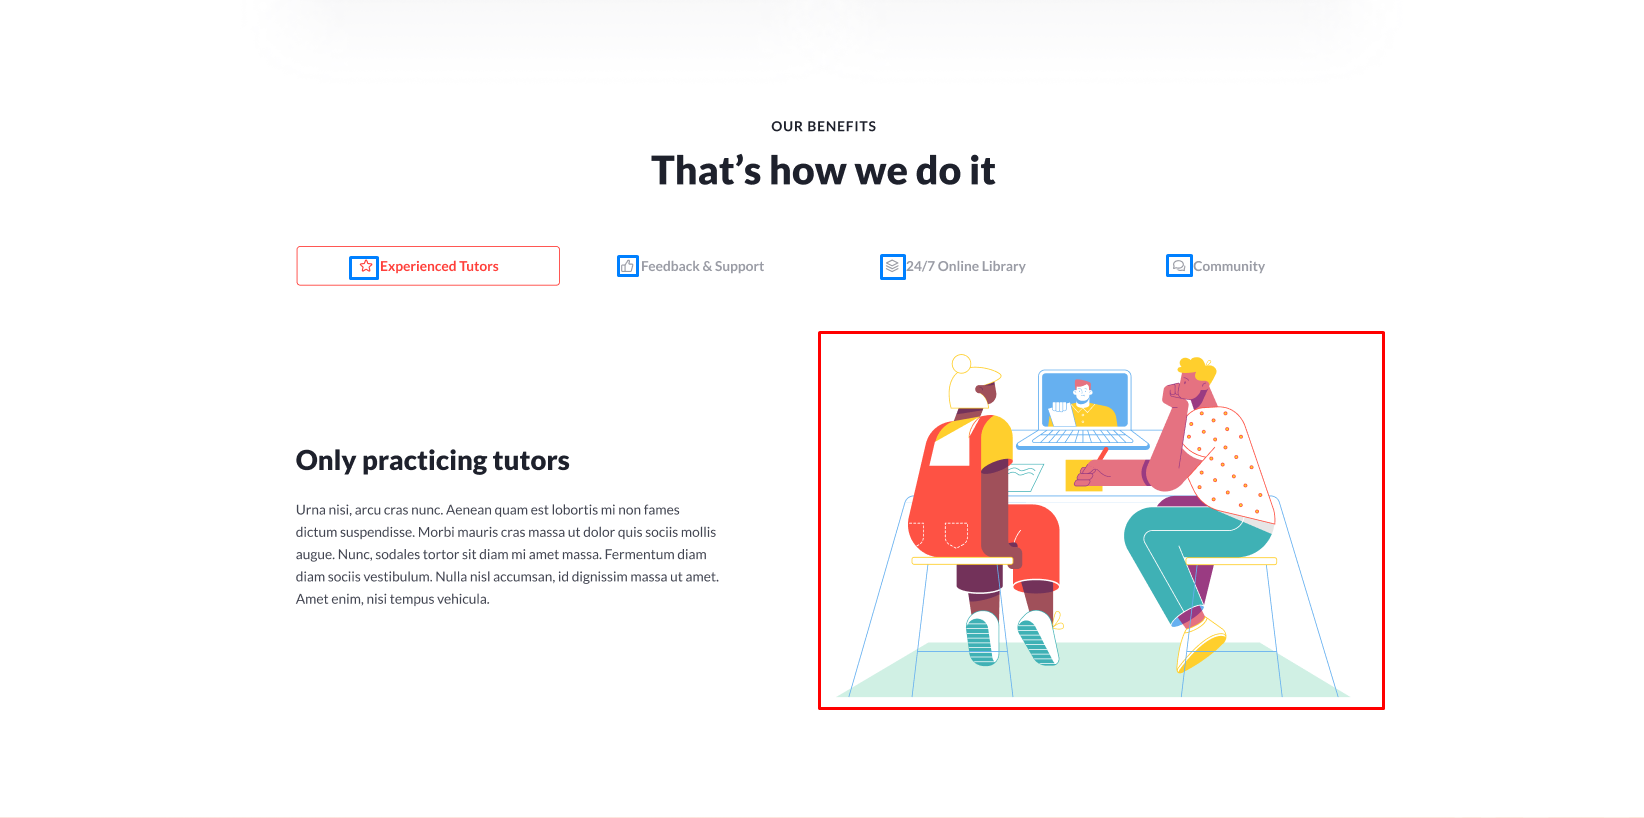 OUR BENEFITS
That’s how we do it
Experienced Tutors
Feedback & Support
24/7 Online Library
Community
Only practicing tutors
Urna nisi, arcu cras nunc. Aenean quam est lobortis mi non fames
dictum suspendisse. Morbi mauris cras massa ut dolor quis sociis mollis
augue. Nunc, sodales tortor sit diam mi amet massa. Fermentum diam
diam sociis vestibulum. Nulla nisl accumsan, id dignissim massa ut amet.
Amet enim, nisi tempus vehicula.